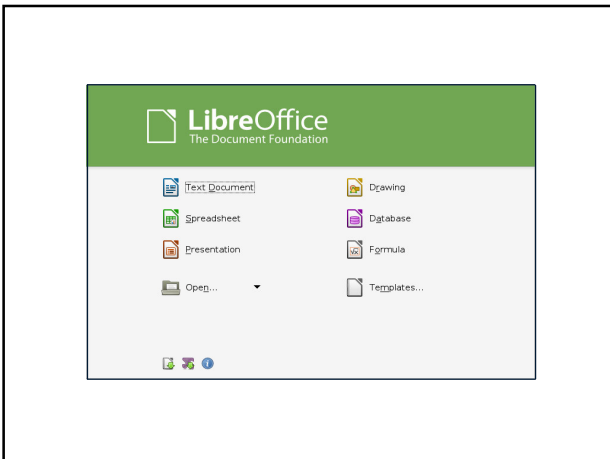 LibreOffice
The Document Foundation
Text Document
Drawing
Spreadsheet
Database
Presentation
Formula
Open...
Templates...